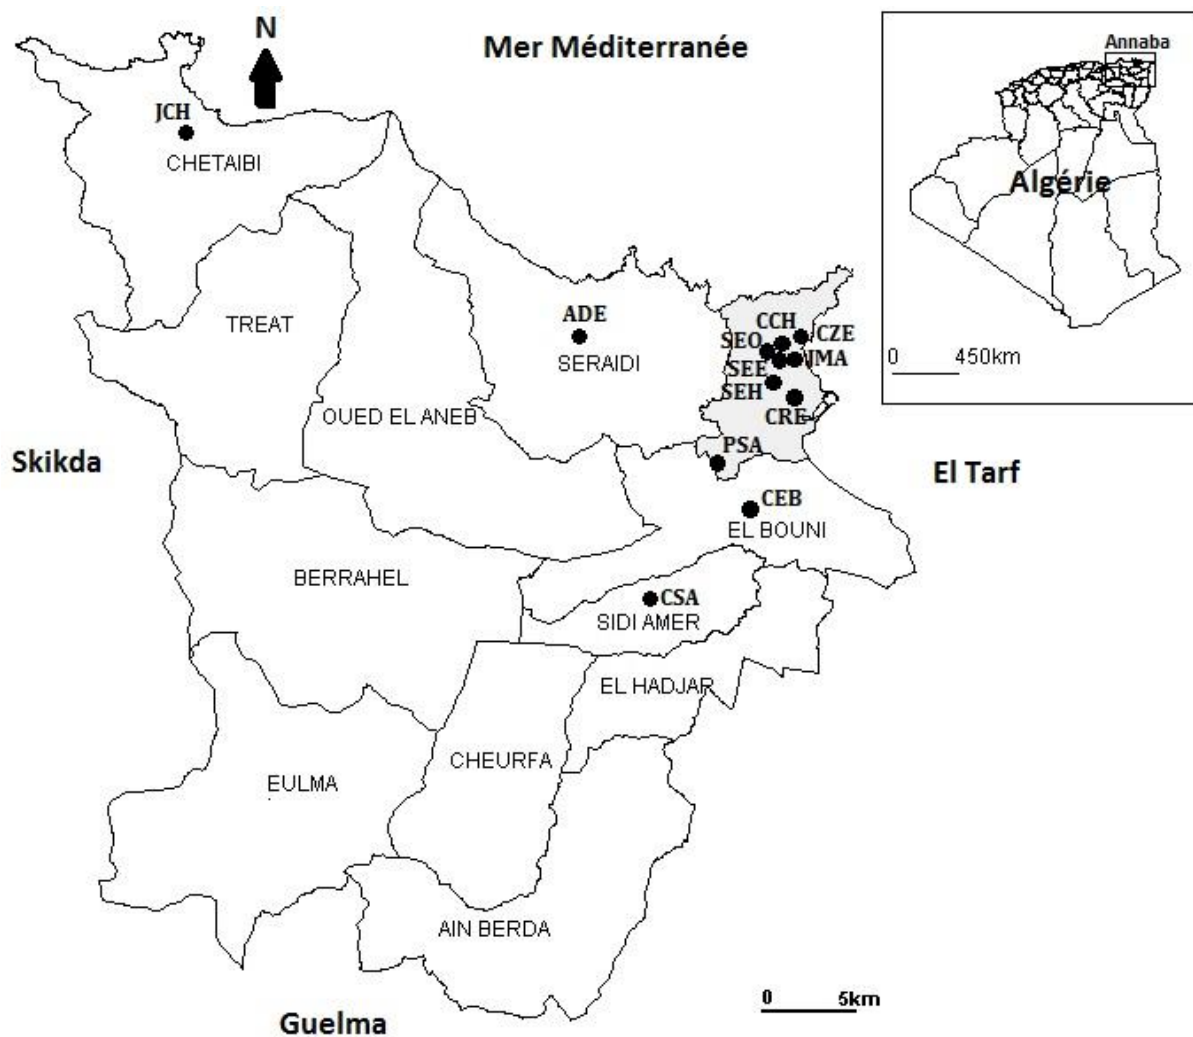 N
Mer Méditerranée
Annaba
Algérie
0 450km
JCH
CHETAIBI
TREAT
ADE
SERAIDI
CCH
CZE
SEO
JMA
SEE
SEH
CRE
OUED EL ANEB
PSA
Skikda
El Tarf
CEB
EL BOUNI
BERRAHEL
CSA
SIDI AMER
EL HADJAR
CHEURFA
EULMA
AIN BERDA
0 5km
Guelma